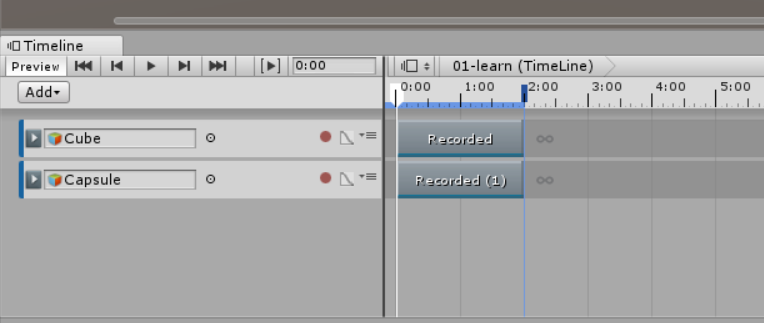 Timeline
Preview 0:00 01-learn (TimeLine)
Add
0:00 1:00 2:00 3:00 4:00 5:00
Cube Recorded
Capsule Recorded (1)